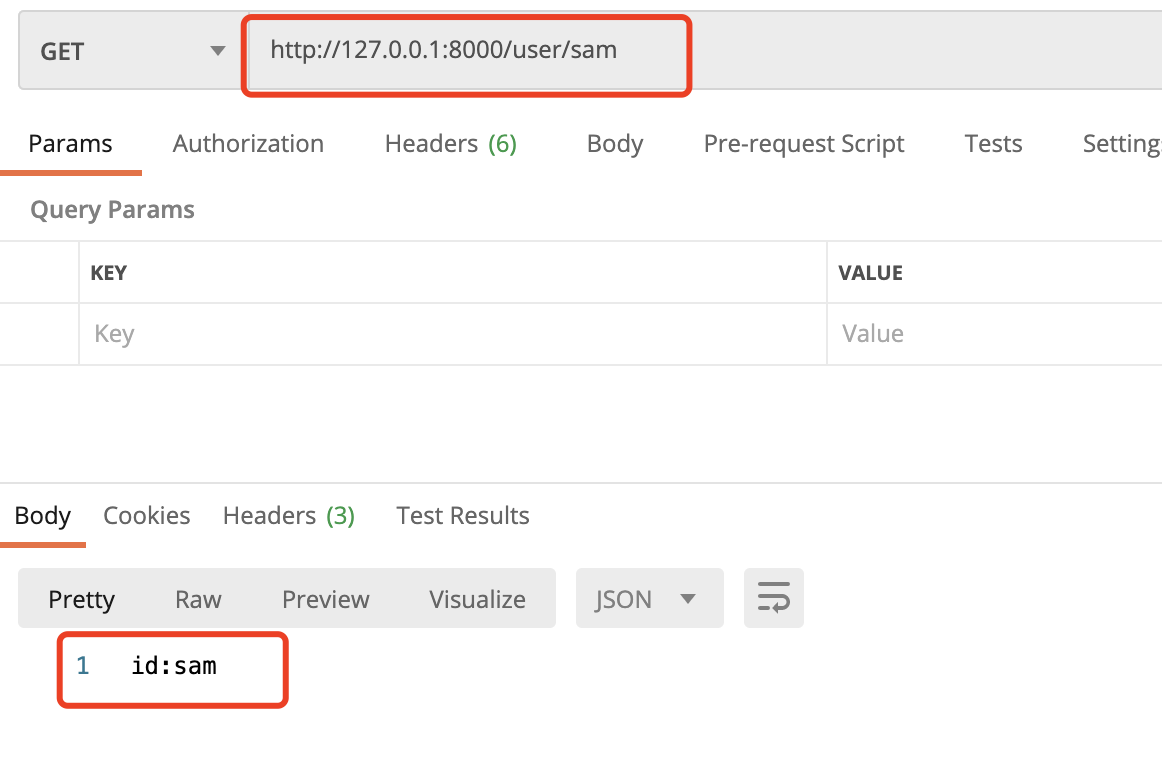 GET http://127.0.0.1:8000/user/sam
Params Authorization Headers (6) Body Pre-request Script Tests Setting
Query Params
KEY VALUE
Key Value
Body Cookies Headers (3) Test Results
Pretty Raw Preview Visualize JSON
1 id:sam